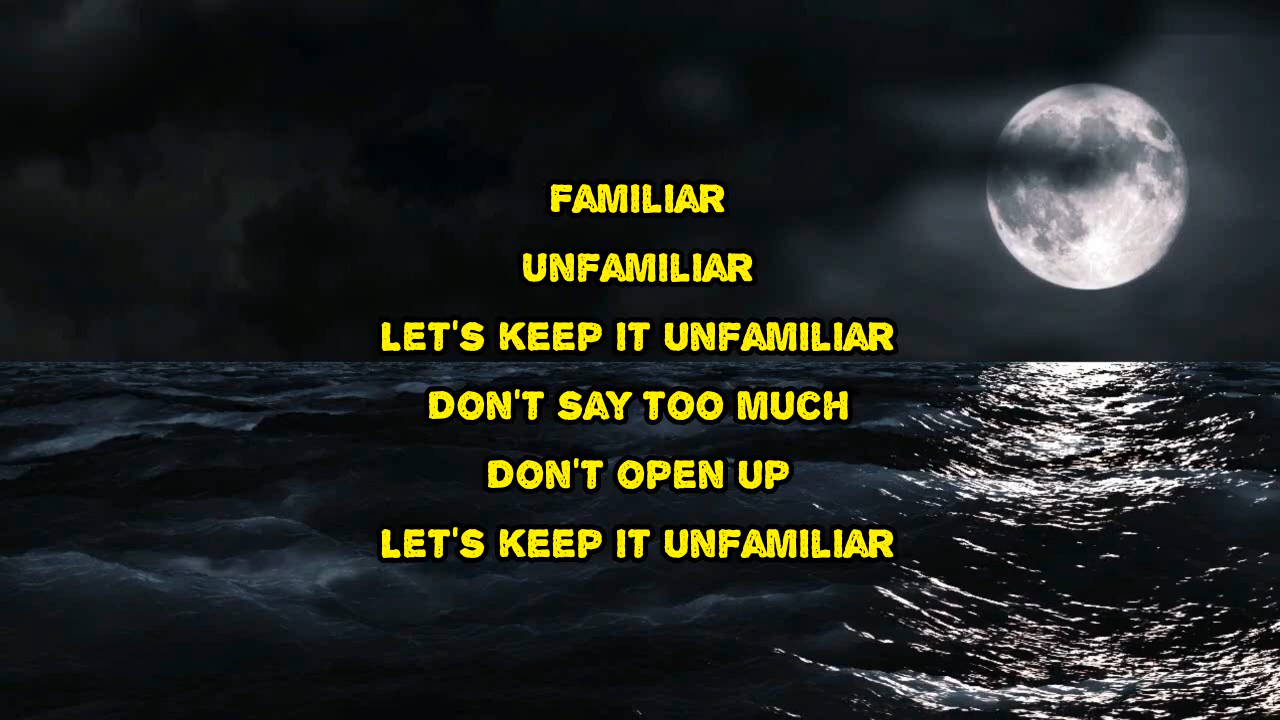 FAMILIAR
UNFAMILIAR
LET'S KEEP IT UNFAMILIAR
DON'T SAY TOO MUCH
DON'T OPEN UP
LET'S KEEP IT UNFAMILIAR